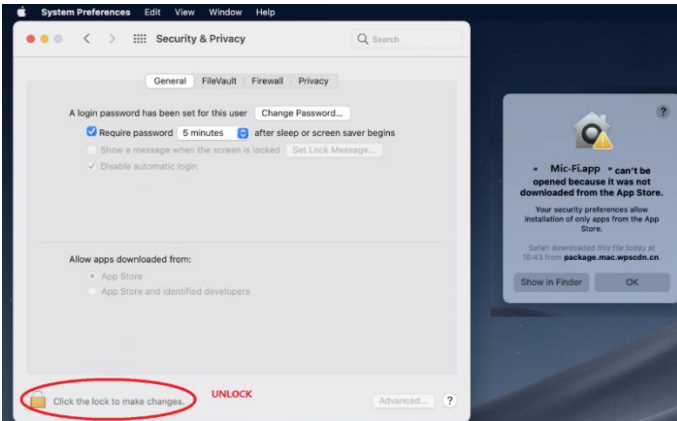 System Preferences Edit View Window Help
Security & Privacy
Search
General FileVault Firewall Privacy
A login password has been set for this user Change Password...
Require password 5 minutes after sleep or screen saver begins
Show a message when the screen is locked Set Lock Message...
Disable automatic login
Allow apps downloaded from:
App Store
App Store and identified developers
Click the lock to make changes.
UNLOCK
Advanced... ?
?
" Mic-Fi.app " can't be
opened because it was not
downloaded from the App Store.
Your security preferences allow
installation of only apps from the App
Store.
Safari downloaded this file today at
16:43 from package.mac.wpscdn.cn
Show in Finder OK